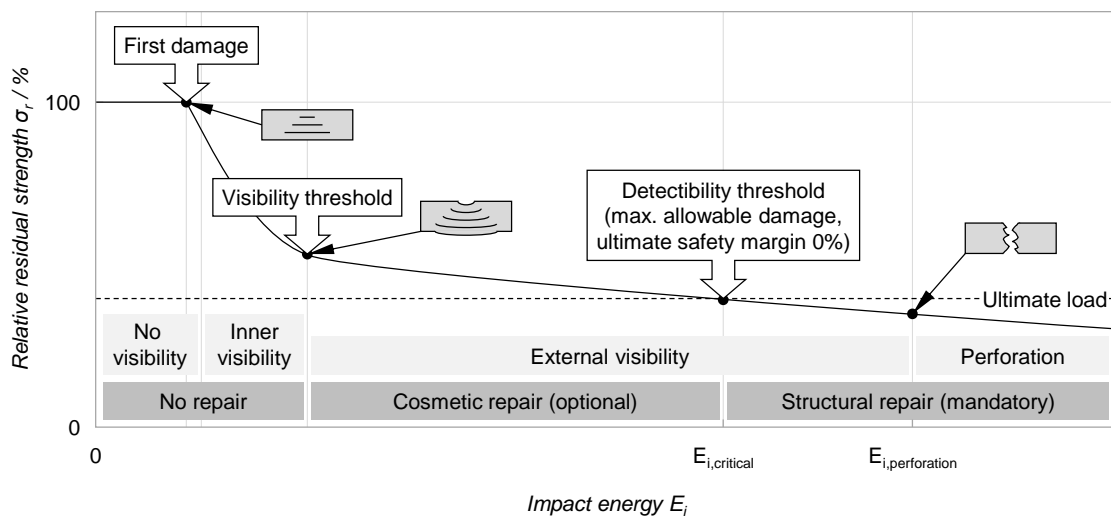 First damage
Relative residual strength σr / %
100
Visibility threshold
Detectibility threshold
(max. allowable damage,
ultimate safety margin 0%)
Ultimate load
No
visibility
Inner
visibility
External visibility
Perforation
No repair
Cosmetic repair (optional)
Structural repair (mandatory)
0
0
Ei,critical
Ei,perforation
Impact energy Ei